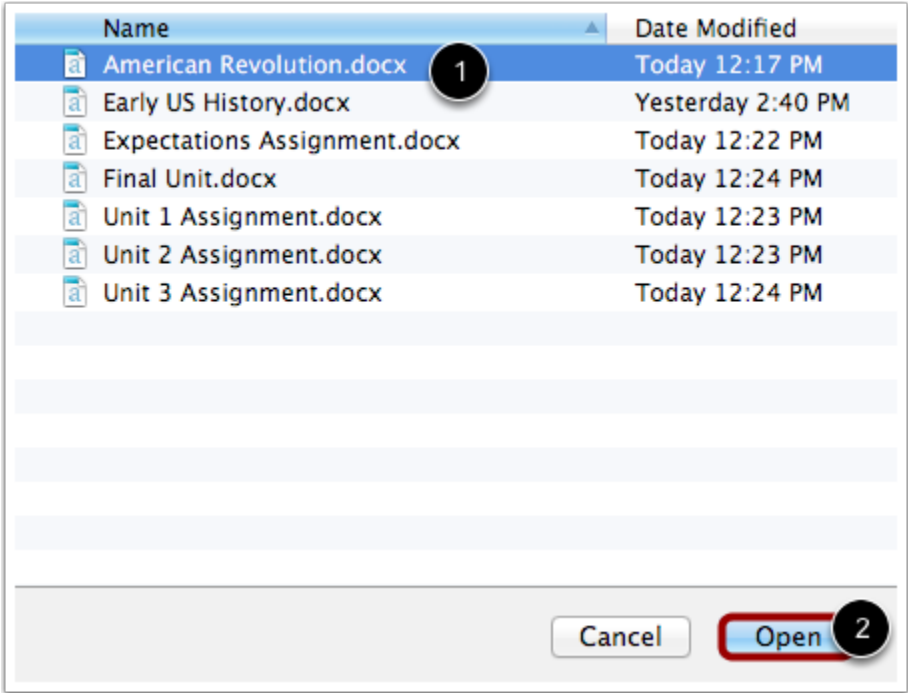 Name Date Modified
American Revolution.docx 1 Today 12:17 PM
Early US History.docx Yesterday 2:40 PM
Expectations Assignment.docx Today 12:22 PM
Final Unit.docx Today 12:24 PM
Unit 1 Assignment.docx Today 12:23 PM
Unit 2 Assignment.docx Today 12:23 PM
Unit 3 Assignment.docx Today 12:24 PM
Cancel Open 2